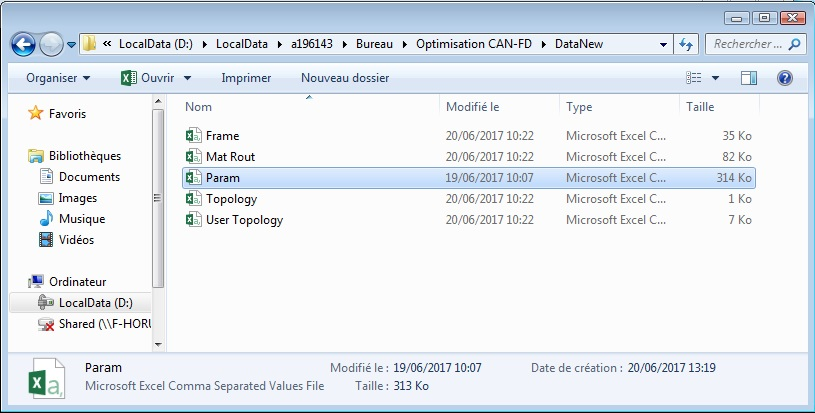 LocalData (D:) LocalData a196143 Bureau Optimisation CAN-FD DataNew Rechercher ...
Organiser Ouvrir Imprimer Nouveau dossier
Favoris
Bibliothèques
Documents
Images
Musique
Vidéos
Ordinateur
LocalData (D:)
Shared (\\F-HORU
Nom Modifié le Type Taille
Frame 20/06/2017 10:22 Microsoft Excel C... 35 Ko
Mat Rout 20/06/2017 10:22 Microsoft Excel C... 82 Ko
Param 19/06/2017 10:07 Microsoft Excel C... 314 Ko
Topology 20/06/2017 10:22 Microsoft Excel C... 1 Ko
User Topology 20/06/2017 10:22 Microsoft Excel C... 7 Ko
Param Modifié le : 19/06/2017 10:07 Date de création : 20/06/2017 13:19
Microsoft Excel Comma Separated Values File Taille : 313 Ko